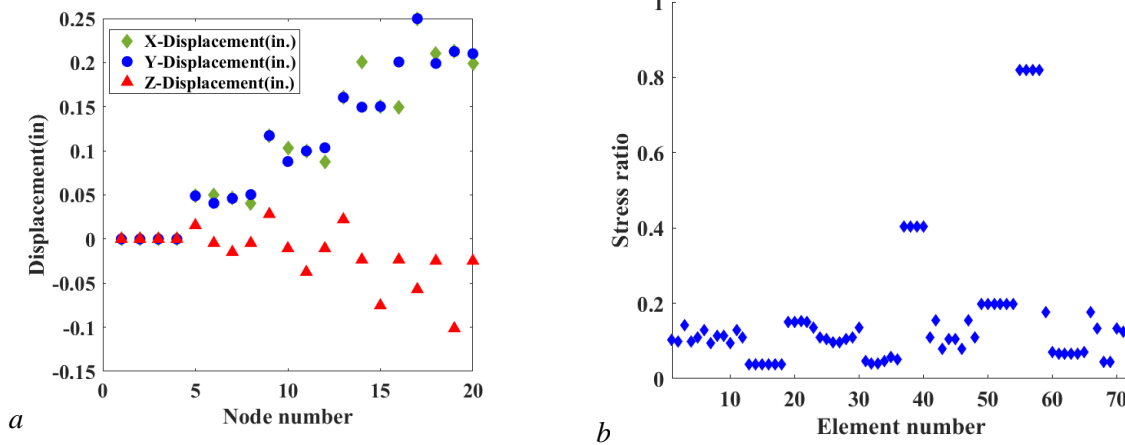 0.25
0.2
0.15
0.1
0.05
0
-0.05
-0.1
-0.15
Displacement(in)
X-Displacement(in.)
Y-Displacement(in.)
Z-Displacement(in.)
0 5 10 15 20
Node number
a
1
0.8
0.6
0.4
0.2
0
Stress ratio
10 20 30 40 50 60 70
Element number
b